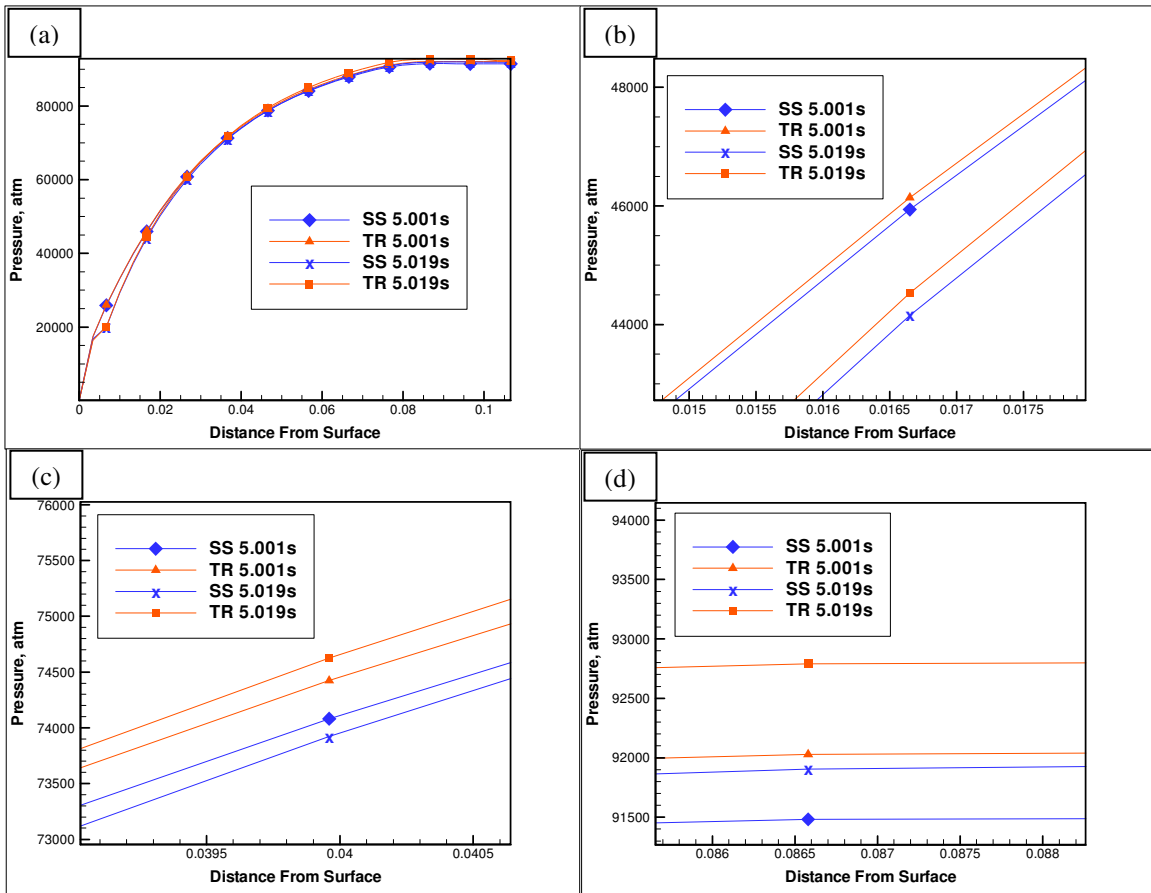 (a)
Pressure, atm
80000
60000
40000
20000
0
0.02
0.04
0.06
0.08
0.1
Distance From Surface
SS 5.001s
TR 5.001s
SS 5.019s
TR 5.019s
(b)
Pressure, atm
48000
46000
44000
0.015
0.0155
0.016
0.0165
0.017
0.0175
Distance From Surface
SS 5.001s
TR 5.001s
SS 5.019s
TR 5.019s
(c)
Pressure, atm
76000
75500
75000
74500
74000
73500
73000
0.0395
0.04
0.0405
Distance From Surface
SS 5.001s
TR 5.001s
SS 5.019s
TR 5.019s
(d)
Pressure, atm
94000
93500
93000
92500
92000
91500
0.086
0.0865
0.087
0.0875
0.088
Distance From Surface
SS 5.001s
TR 5.001s
SS 5.019s
TR 5.019s